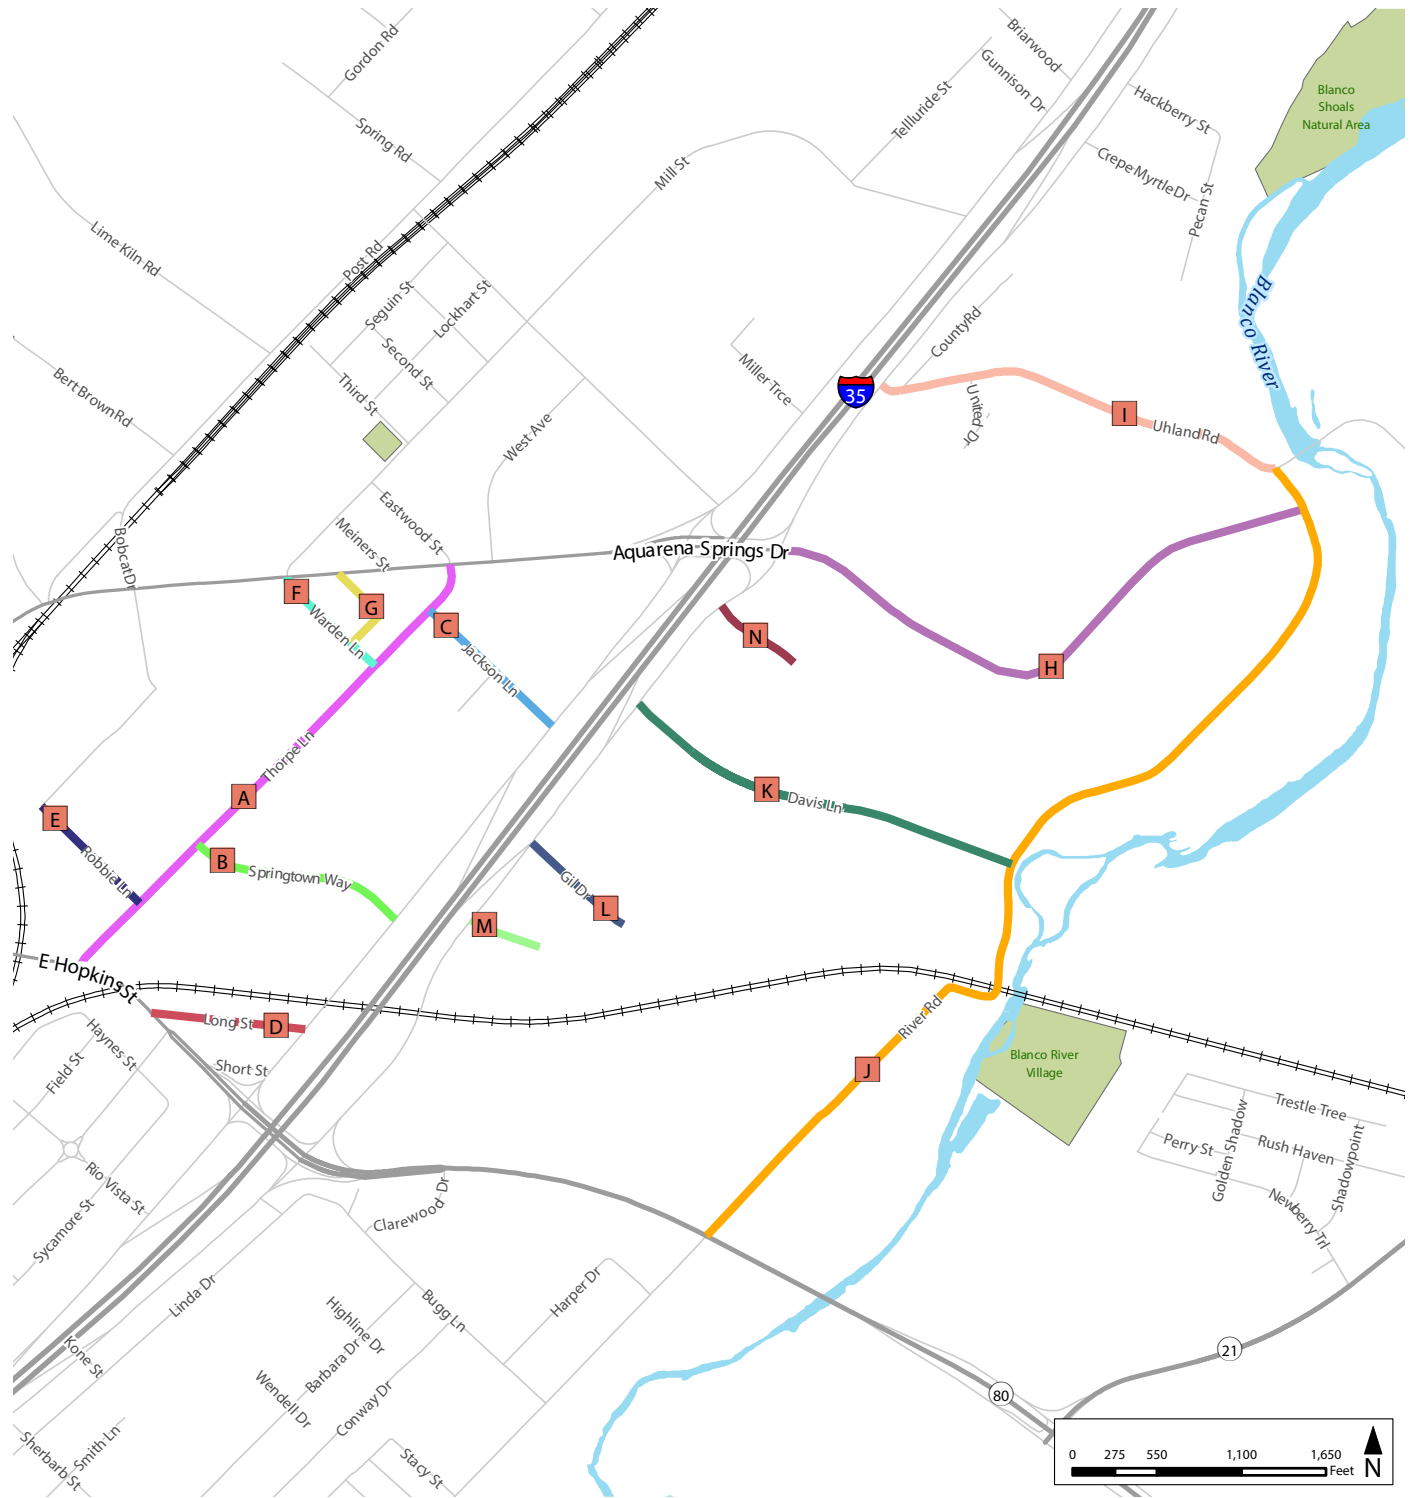 Gordon Rd
Briarwood
Gunnison Dr
Tellluride St
Hackberry St
Blanco
Shoals
Natural Area
Spring Rd
Crepe Myrtle Dr
Mill St
Pecan St
Lime Kiln Rd
Post Rd
Seguin St
Lockhart St
Blanco River
Second St
County Rd
Bert Brown Rd
Third St
Miller Trce
35
United Dr
I
Uhland Rd
West Ave
Eastwood St
Meiners St
Bobcat Dr
Aquarena Springs Dr
F
G
Warden Ln
C
Jackson Ln
N
H
Thorpe Ln
A
K
Davis Ln
E
Robbie Ln
B
Springtown Way
Gil Dr
L
M
E Hopkins St
Long St
D
River Rd
Haynes St
Field St
Short St
J
Blanco River
Village
Trestle Tree
Golden Shadow
Perry St
Rush Haven
Shadowpoint
Newberry Trl
Rio Vista St
Sycamore St
Clarewood Dr
Linda Dr
Harper Dr
Bugg Ln
Highline Dr
Barbara Dr
Kone St
Wendell Dr
Conway Dr
21
80
Smith Ln
Sherbarb St
Stacy St
0 275 550 1,100 1,650
Feet
N